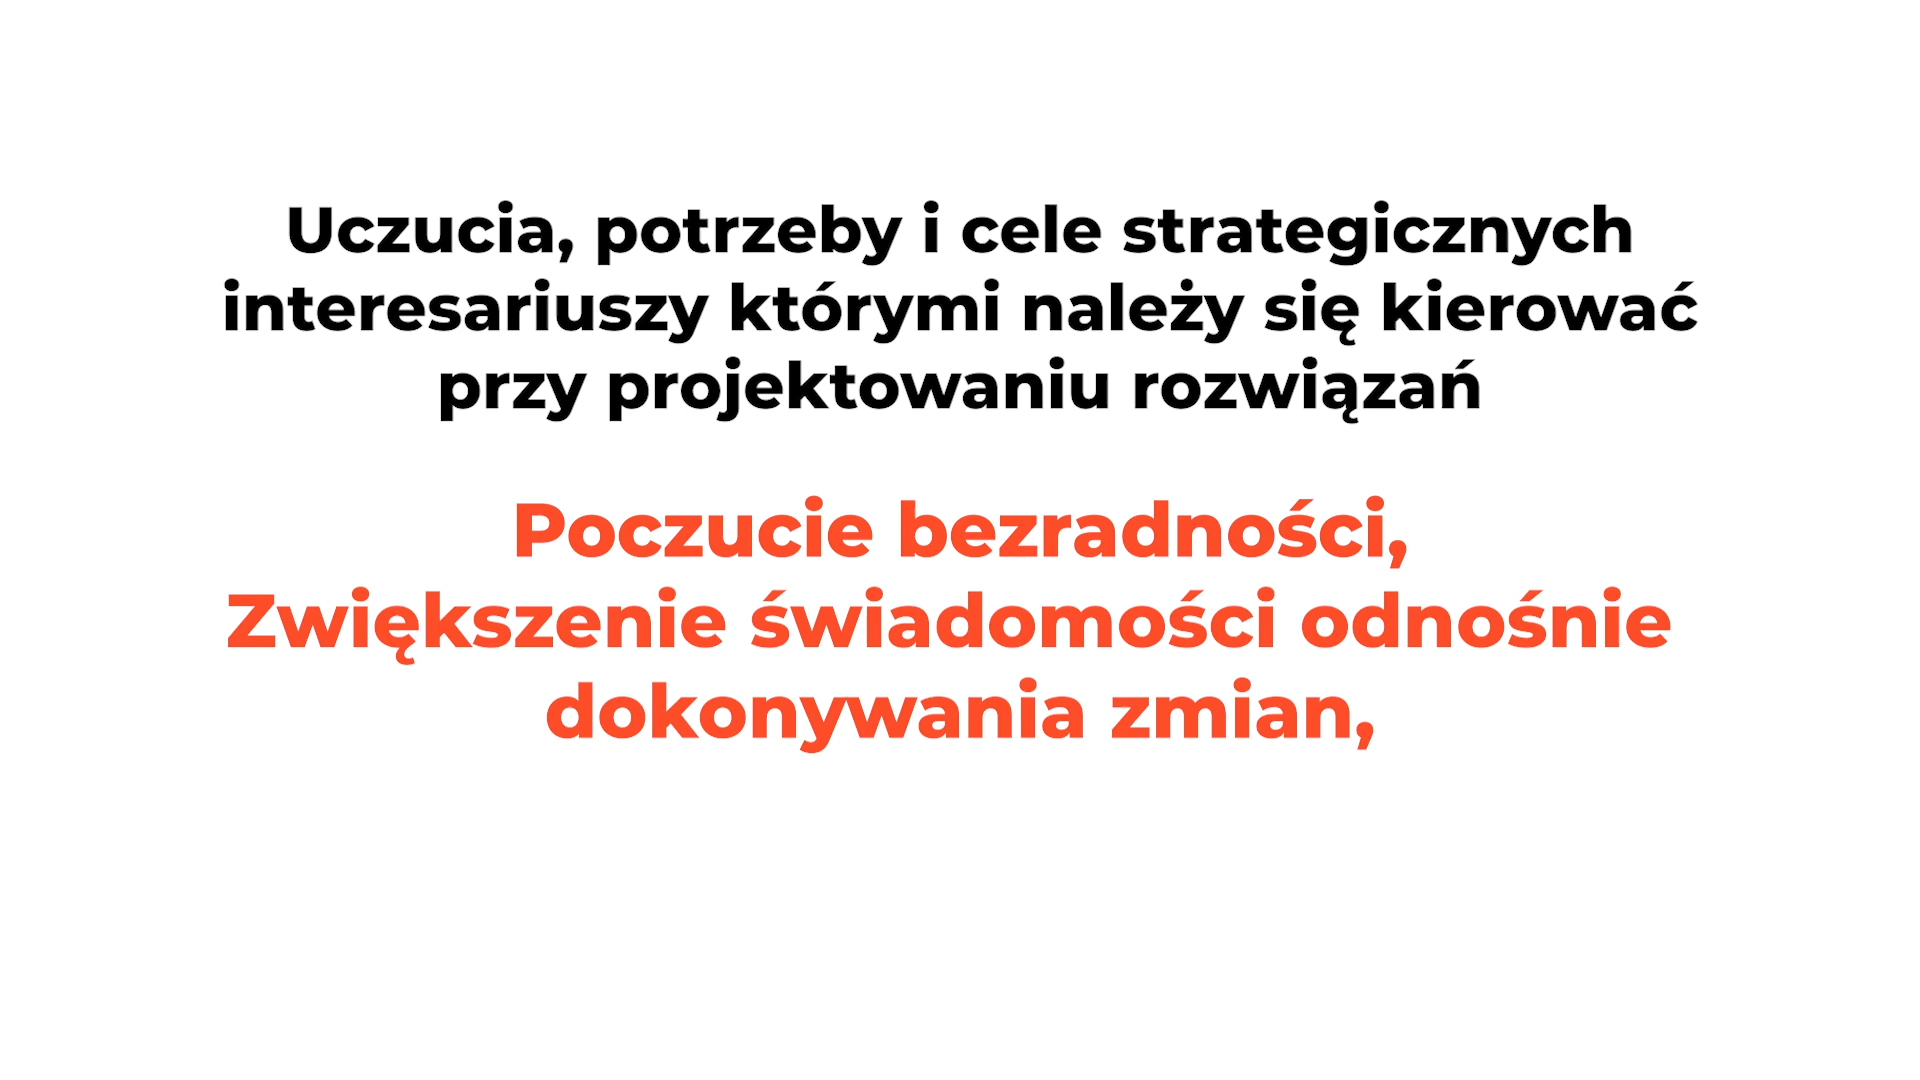 Uczucia, potrzeby i cele strategicznych
interesariuszy którymi należy się kierować
przy projektowaniu rozwiązań
Poczucie bezradności,
Zwiększenie świadomości odnośnie
dokonywania zmian,